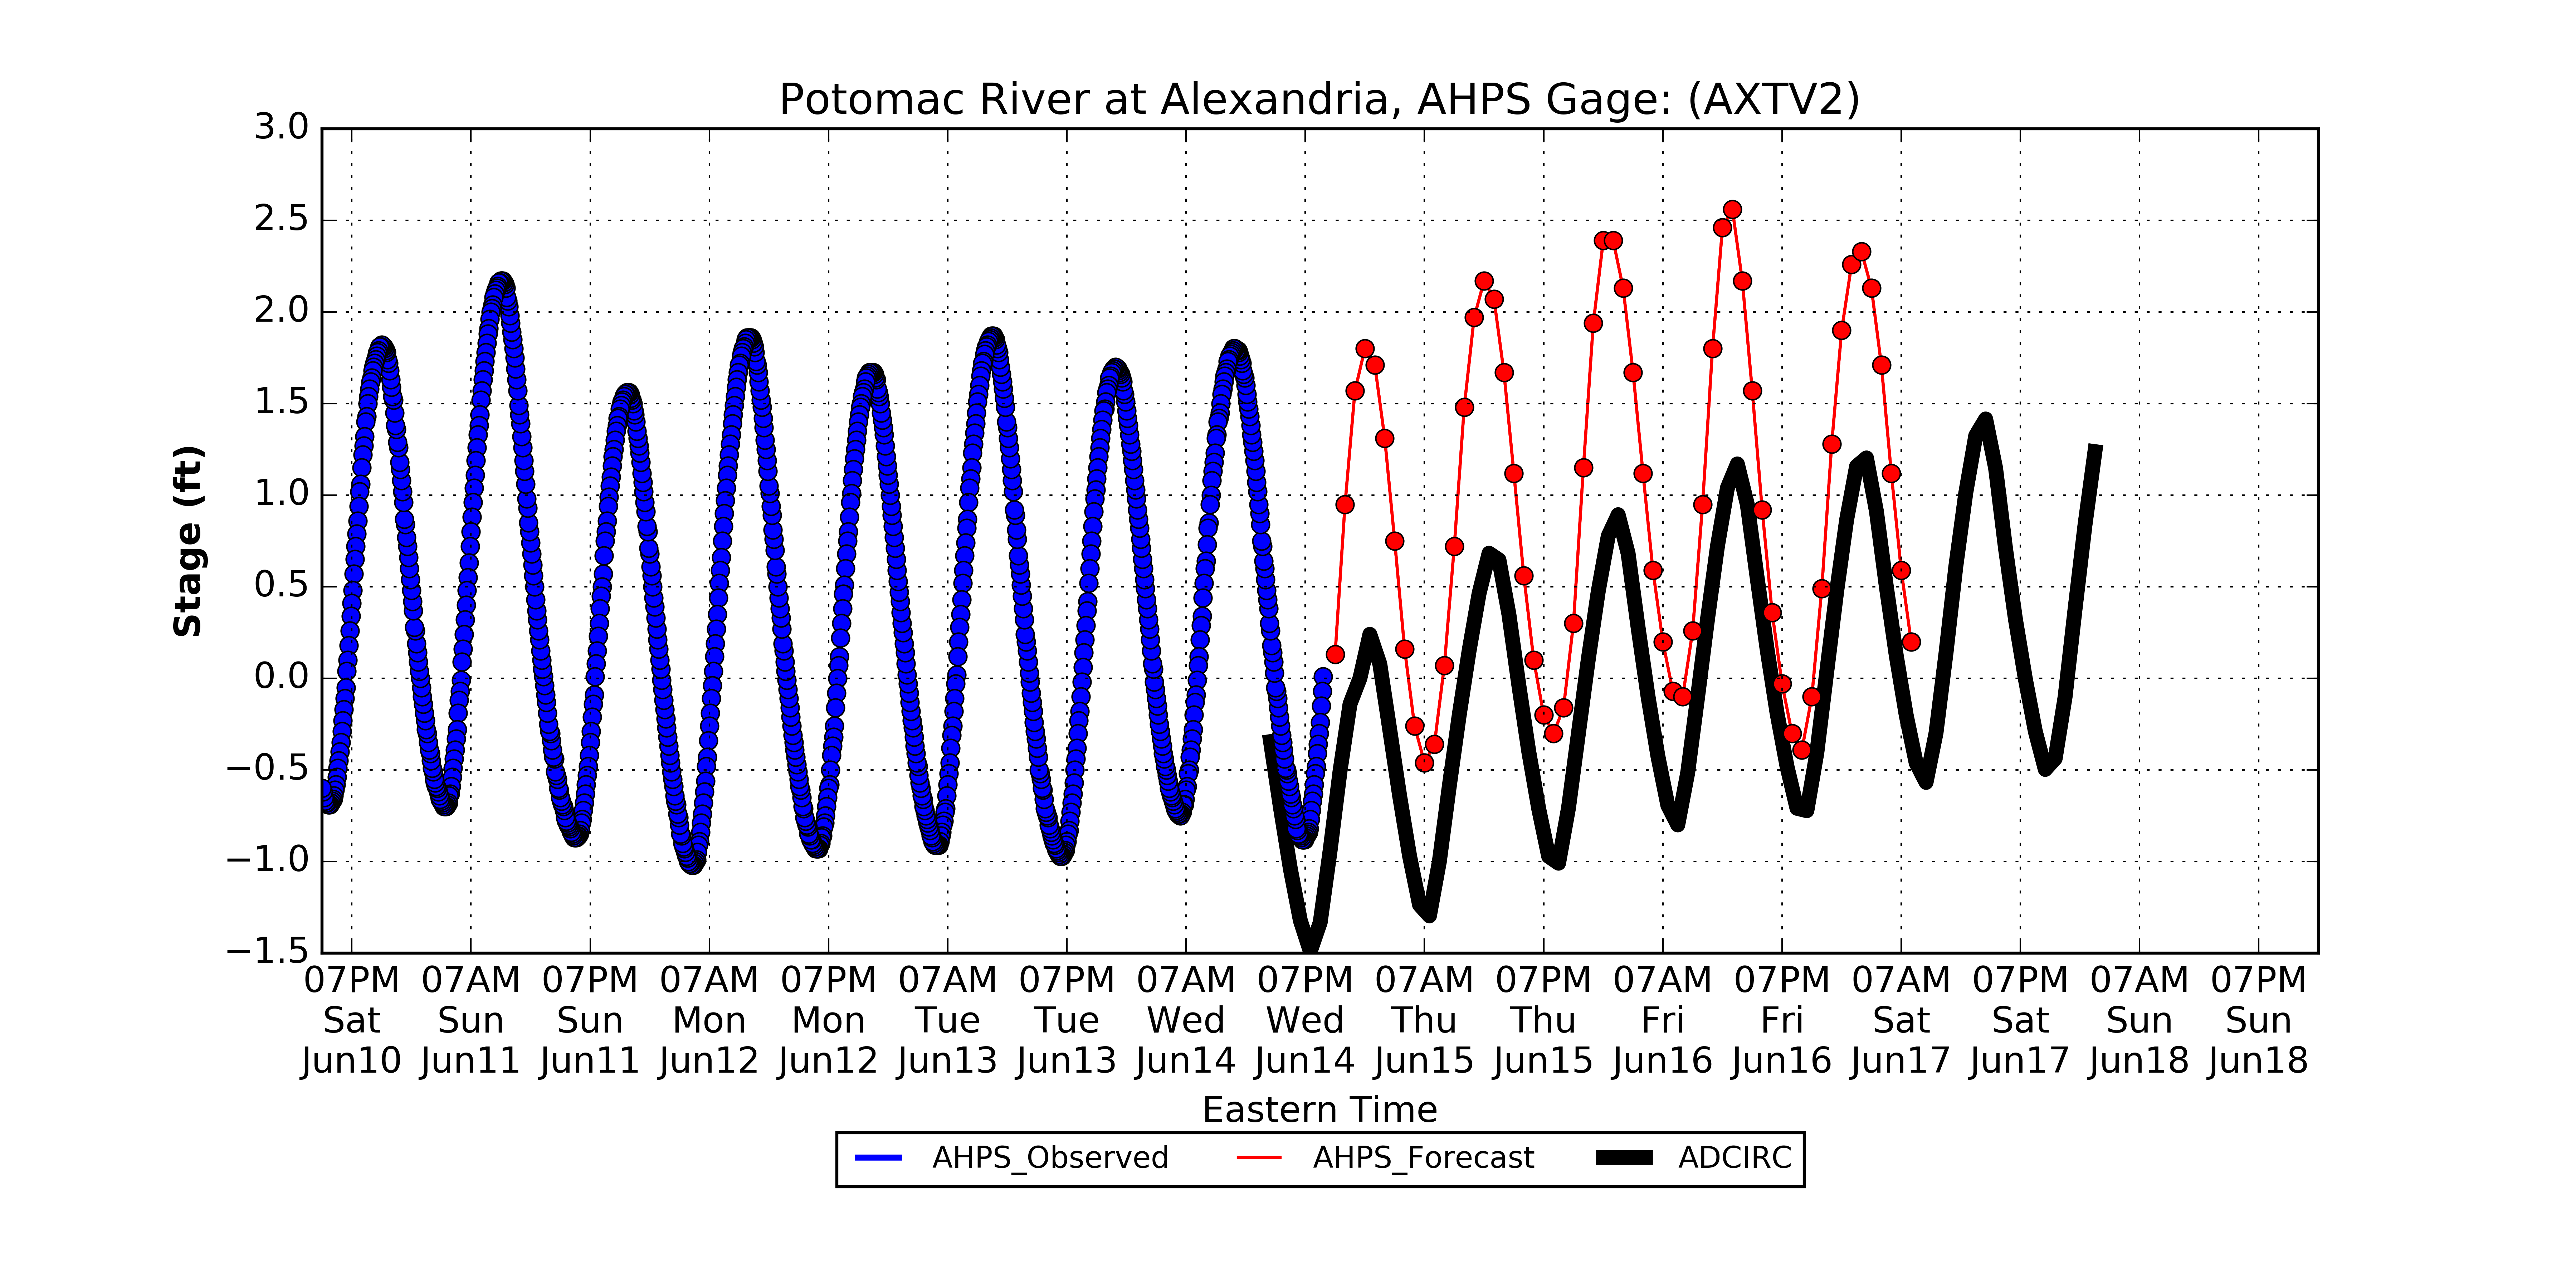 Potomac River at Alexandria, AHPS Gage: (AXTV2)
3.0
2.5
2.0
1.5
1.0
0.5
0.0
−0.5
−1.0
−1.5
Stage (ft)
07PM 07AM 07PM 07AM 07PM 07AM 07PM 07AM 07PM 07AM 07PM 07AM 07PM 07AM 07PM 07AM 07PM
Sat Sun Sun Mon Mon Tue Tue Wed Wed Thu Thu Fri Fri Sat Sat Sun Sun
Jun10 Jun11 Jun11 Jun12 Jun12 Jun13 Jun13 Jun14 Jun14 Jun15 Jun15 Jun16 Jun16 Jun17 Jun17 Jun18 Jun18
Eastern Time
AHPS_Observed AHPS_Forecast ADCIRC